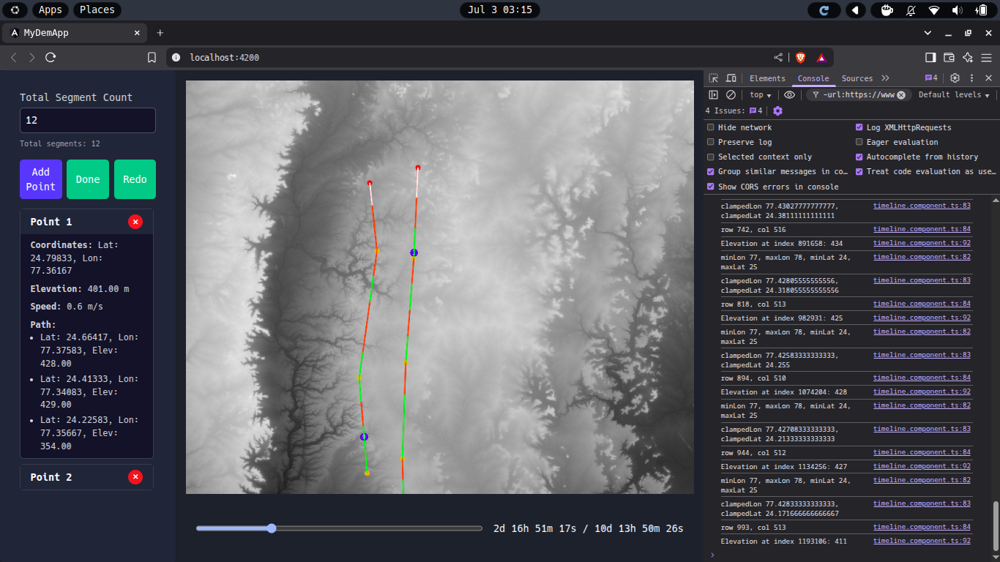 Apps Places Jul 3 03:15
MyDemApp
localhost:4200
Total Segment Count
12
Total segments: 12
Add Point Done Redo
Point 1
Coordinates: Lat:
24.79833, Lon:
77.36167
Elevation: 401.00 m
Speed: 0.6 m/s
Path:
Lat: 24.66417, Lon:
77.37583, Elev:
428.00
Lat: 24.41333, Lon:
77.34083, Elev:
429.00
Lat: 24.22583, Lon:
77.35667, Elev:
354.00
Point 2
2d 16h 51m 17s / 10d 13h 50m 26s
Elements Console Sources 4
top -url:https://www Default levels
4 Issues: 4
Hide network Log XMLHttpRequests
Preserve log Eager evaluation
Selected context only Autocomplete from history
Group similar messages in co… Treat code evaluation as use…
Show CORS errors in console
clampedLon 77.43027777777777, timeline.component.ts:83
clampedLat 24.38111111111111
row 742, col 516 timeline.component.ts:84
Elevation at index 891658: 434 timeline.component.ts:92
minLon 77, maxLon 78, minLat 24, timeline.component.ts:82
maxLat 25
clampedLon 77.42805555555556, timeline.component.ts:83
clampedLat 24.318055555555556
row 818, col 513 timeline.component.ts:84
Elevation at index 982931: 425 timeline.component.ts:92
minLon 77, maxLon 78, minLat 24, timeline.component.ts:82
maxLat 25
clampedLon 77.42583333333333, timeline.component.ts:83
clampedLat 24.255
row 894, col 510 timeline.component.ts:84
Elevation at index 1074204: 428 timeline.component.ts:92
minLon 77, maxLon 78, minLat 24, timeline.component.ts:82
maxLat 25
clampedLon 77.42708333333333, timeline.component.ts:83
clampedLat 24.21333333333333
row 944, col 512 timeline.component.ts:84
Elevation at index 1134256: 427 timeline.component.ts:92
minLon 77, maxLon 78, minLat 24, timeline.component.ts:82
maxLat 25
clampedLon 77.42833333333333, timeline.component.ts:83
clampedLat 24.171666666666667
row 993, col 513 timeline.component.ts:84
Elevation at index 1193106: 411 timeline.component.ts:92